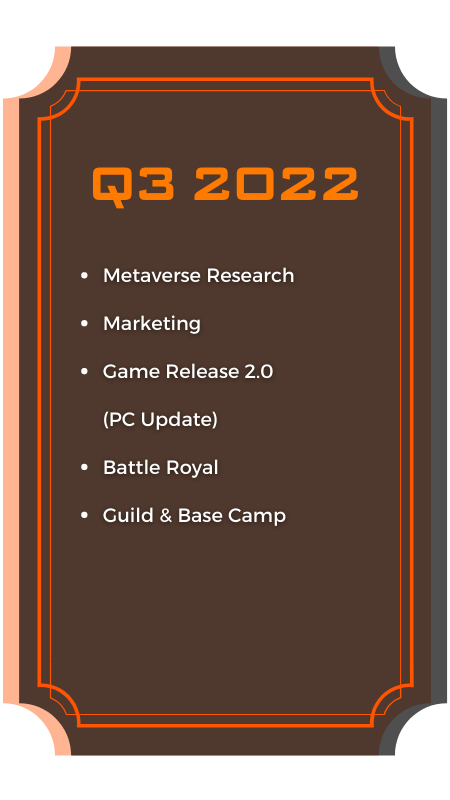 Q3 2022
• Metaverse Research
• Marketing
• Game Release 2.0
(PC Update)
• Battle Royal
• Guild & Base Camp